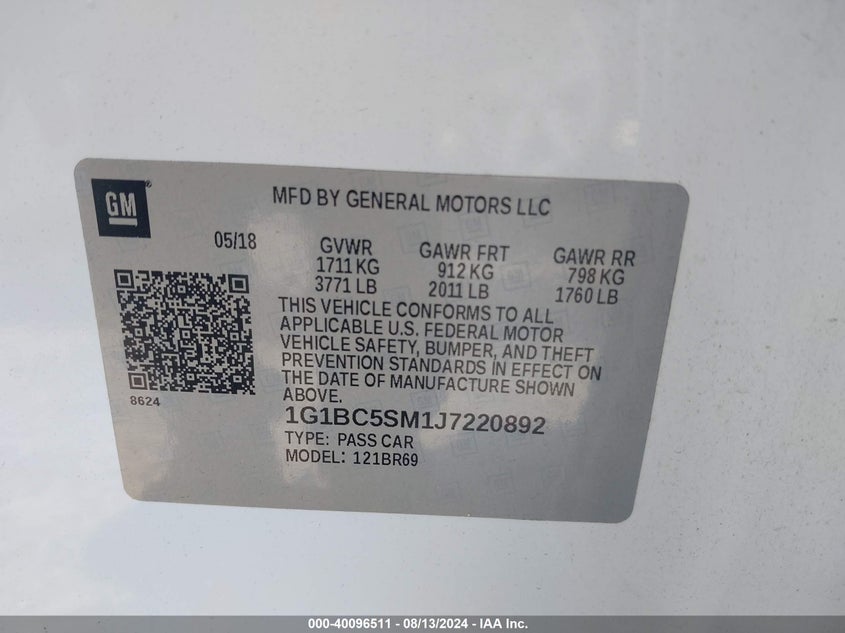 GM
MFD BY GENERAL MOTORS LLC
05/18
GVWR
1711 KG
3771 LB
GAWR FRT
912 KG
2011 LB
GAWR RR
798 KG
1760 LB
THIS VEHICLE CONFORMS TO ALL
APPLICABLE U.S. FEDERAL MOTOR
VEHICLE SAFETY, BUMPER, AND THEFT
PREVENTION STANDARDS IN EFFECT ON
THE DATE OF MANUFACTURE SHOWN
ABOVE.
8624
1G1BC5SM1J7220892
TYPE: PASS CAR
MODEL: 121BR69
000-40096511 - 08/13/2024 - IAA Inc.